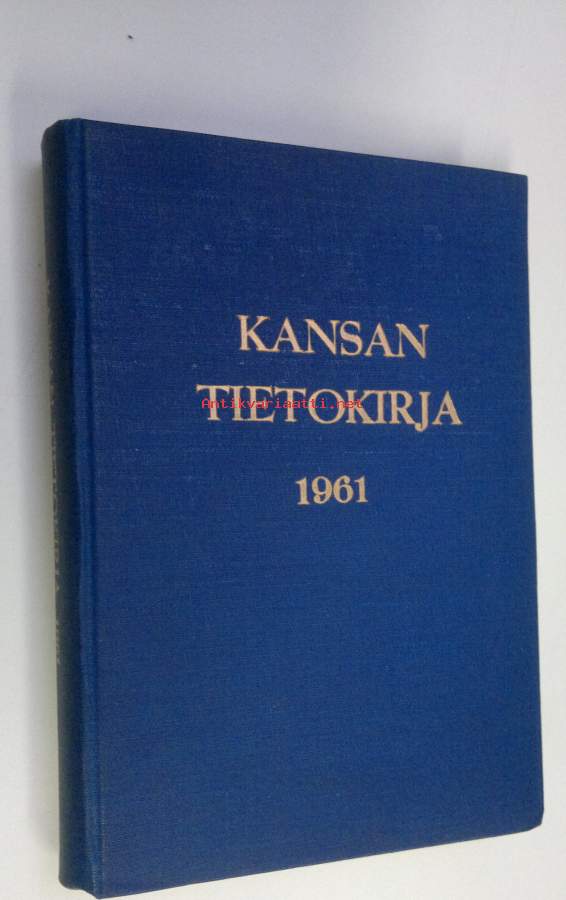 KANSAN
TIETOKIRJA
Antikvariaatti.net
1961